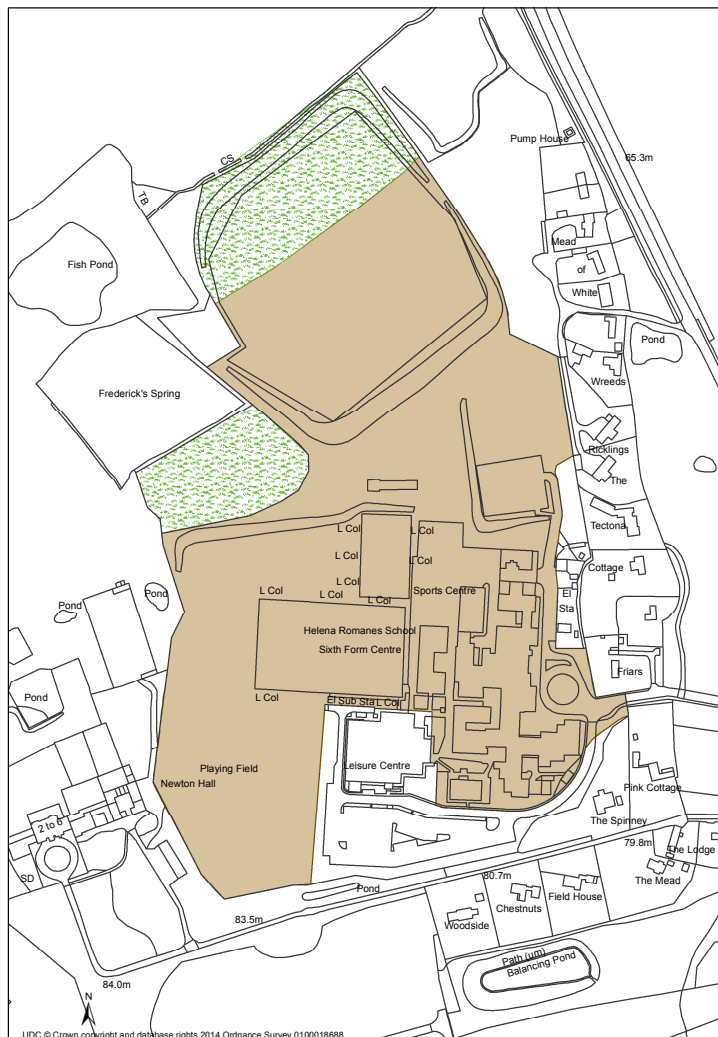 Pump House
65.3m
CS
TB
Mead
of
White
Fish Pond
Pond
Wreeds
Frederick's Spring
Ricklings
The
Tectona
L Col
L Col
L Col
L Col
L Col
Cottage
L Col
L Col
L Col
Sports Centre
El
Sta
Pond
Pond
Helena Romanes School
Sixth Form Centre
Friars
Pond
L Col
El Sub Sta
L Col
Playing Field
Leisure Centre
Newton Hall
Pink Cottage
The Spinney
2 to 6
79.8m
The Lodge
SD
80.7m
The Mead
Pond
Field House
Chestnuts
83.5m
Woodside
Path (um)
Balancing Pond
84.0m
N
UDC © Crown copyright and database rights 2014 Ordnance Survey 0100018688